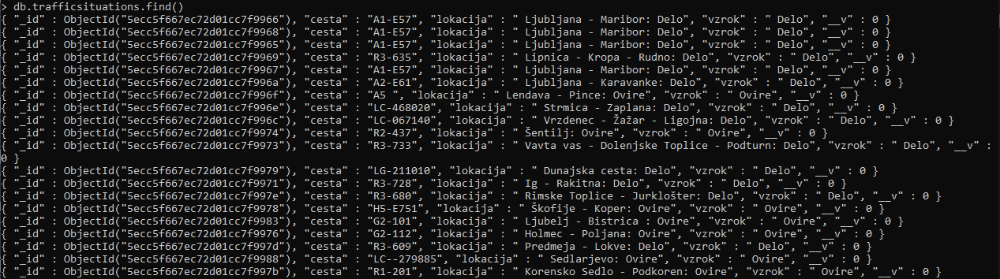 > db.trafficsituations.find()
{ "_id" : ObjectId("5ecc5f667ec72d01cc7f9966"), "cesta" : "A1-E57", "lokacija" : " Ljubljana - Maribor: Delo", "vzrok" : " Delo", "__v" : 0 }
{ "_id" : ObjectId("5ecc5f667ec72d01cc7f9968"), "cesta" : "A1-E57", "lokacija" : " Ljubljana - Maribor: Delo", "vzrok" : " Delo", "__v" : 0 }
{ "_id" : ObjectId("5ecc5f667ec72d01cc7f9965"), "cesta" : "A1-E57", "lokacija" : " Ljubljana - Maribor: Delo", "vzrok" : " Delo", "__v" : 0 }
{ "_id" : ObjectId("5ecc5f667ec72d01cc7f9969"), "cesta" : "R3-635", "lokacija" : " Lipnica - Kropa - Rudno: Delo", "vzrok" : " Delo", "__v" : 0 }
{ "_id" : ObjectId("5ecc5f667ec72d01cc7f9967"), "cesta" : "A1-E57", "lokacija" : " Ljubljana - Maribor: Delo", "vzrok" : " Delo", "__v" : 0 }
{ "_id" : ObjectId("5ecc5f667ec72d01cc7f996a"), "cesta" : "A2-E61", "lokacija" : " Ljubljana - Karavanke: Delo", "vzrok" : " Delo", "__v" : 0 }
{ "_id" : ObjectId("5ecc5f667ec72d01cc7f996f"), "cesta" : "A5 ", "lokacija" : " Lendava - Pince: Ovire", "vzrok" : " Ovire", "__v" : 0 }
{ "_id" : ObjectId("5ecc5f667ec72d01cc7f996e"), "cesta" : "LC-468020", "lokacija" : " Strmica - Zaplana: Delo", "vzrok" : " Delo", "__v" : 0 }
{ "_id" : ObjectId("5ecc5f667ec72d01cc7f996c"), "cesta" : "LC-067140", "lokacija" : " Vrzdenec - Žažar - Ligojna: Delo", "vzrok" : " Delo", "__v" : 0 }
{ "_id" : ObjectId("5ecc5f667ec72d01cc7f9974"), "cesta" : "R2-437", "lokacija" : " Šentilj: Ovire", "vzrok" : " Ovire", "__v" : 0 }
{ "_id" : ObjectId("5ecc5f667ec72d01cc7f9973"), "cesta" : "R3-733", "lokacija" : " Vavta vas - Dolenjske Toplice - Podturn: Delo", "vzrok" : " Delo", "__v" :
0 }
{ "_id" : ObjectId("5ecc5f667ec72d01cc7f9979"), "cesta" : "LG-211010", "lokacija" : " Dunajska cesta: Delo", "vzrok" : " Delo", "__v" : 0 }
{ "_id" : ObjectId("5ecc5f667ec72d01cc7f9971"), "cesta" : "R3-728", "lokacija" : " Ig - Rakitna: Delo", "vzrok" : " Delo", "__v" : 0 }
{ "_id" : ObjectId("5ecc5f667ec72d01cc7f997e"), "cesta" : "R3-680", "lokacija" : " Rimske Toplice - Jurklošter: Delo", "vzrok" : " Delo", "__v" : 0 }
{ "_id" : ObjectId("5ecc5f667ec72d01cc7f9978"), "cesta" : "H5-E751", "lokacija" : " Škofije - Koper: Ovire", "vzrok" : " Ovire", "__v" : 0 }
{ "_id" : ObjectId("5ecc5f667ec72d01cc7f9983"), "cesta" : "G2-101", "lokacija" : " Ljubelj - Bistrica : Ovire", "vzrok" : " Ovire", "__v" : 0 }
{ "_id" : ObjectId("5ecc5f667ec72d01cc7f9976"), "cesta" : "G2-112", "lokacija" : " Holmec - Poljana: Ovire", "vzrok" : " Ovire", "__v" : 0 }
{ "_id" : ObjectId("5ecc5f667ec72d01cc7f997d"), "cesta" : "R3-609", "lokacija" : " Predmeja - Lokve: Delo", "vzrok" : " Delo", "__v" : 0 }
{ "_id" : ObjectId("5ecc5f667ec72d01cc7f9988"), "cesta" : "LC--279885", "lokacija" : " Sedlarjevo: Ovire", "vzrok" : " Ovire", "__v" : 0 }
{ "_id" : ObjectId("5ecc5f667ec72d01cc7f997b"), "cesta" : "R1-201", "lokacija" : " Korensko Sedlo - Podkoren: Ovire", "vzrok" : " Ovire", "__v" : 0 }